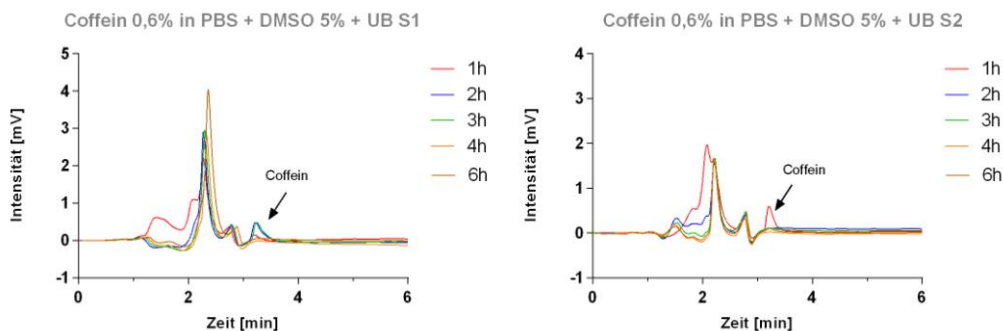 Coffein 0,6% in PBS + DMSO 5% + UB S1
5
4
3
2
1
0
-1
Intensität [mV]
0
2
4
6
Zeit [min]
Coffein
1h
2h
3h
4h
6h
Coffein 0,6% in PBS + DMSO 5% + UB S2
4
3
2
1
0
-1
Intensität [mV]
0
2
4
6
Zeit [min]
Coffein
1h
2h
3h
4h
6h